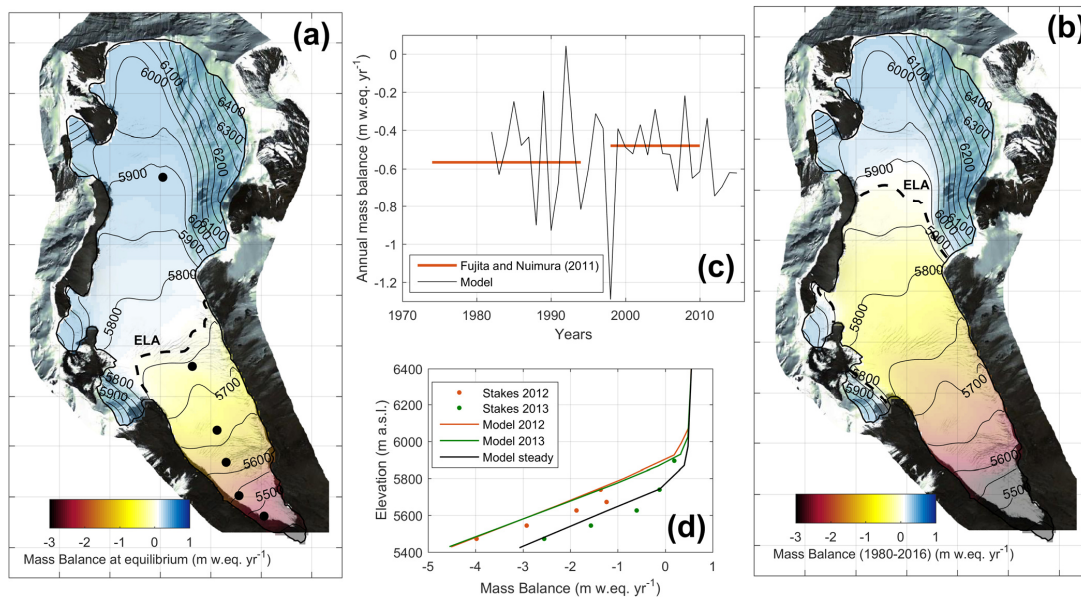 (a)
6000
6100
6400
6300
6200
5900
6100
6000
5900
5800
5800
ELA
5800
5900
5700
5600
5500
-3 -2 -1 0 1
Mass Balance at equilibrium (m w.eq. yr-1)
0
-0.2
-0.4
-0.6
-0.8
-1
-1.2
Annual mass balance (m w.eq. yr-1)
Fujita and Nuimura (2011)
Model
(c)
1970 1980 1990 2000 2010
Years
6400
6200
6000
5800
5600
5400
Elevation (m a.s.l.)
Stakes 2012
Stakes 2013
Model 2012
Model 2013
Model steady
(d)
-5 -4 -3 -2 -1 0 1
Mass Balance (m w.eq. yr-1)
(b)
6000
6100
6400
6300
6200
5900
ELA
6100
6000
5900
5800
5800
5800
5900
5700
5600
5500
-3 -2 -1 0 1
Mass Balance (1980-2016) (m w.eq. yr-1)